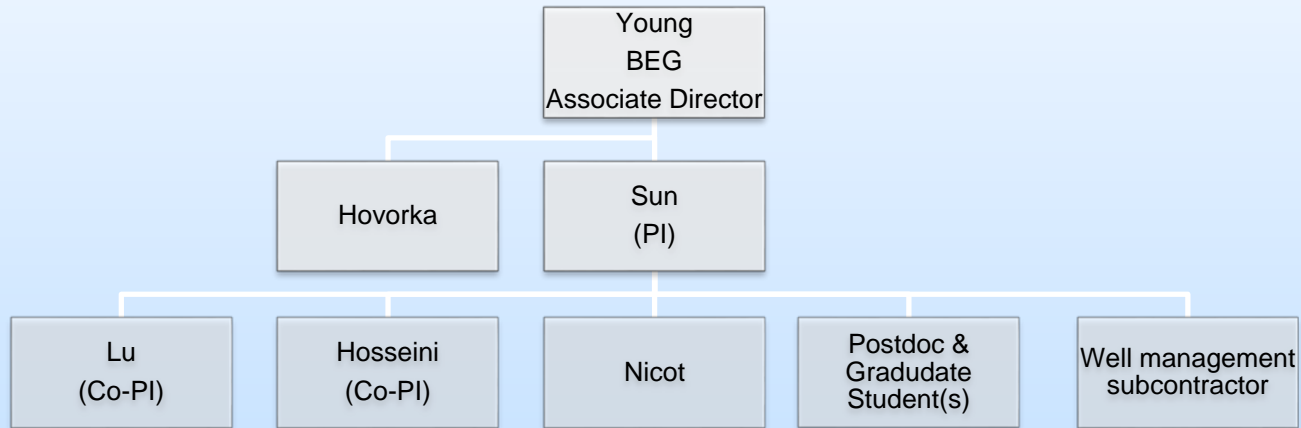 Young
BEG
Associate Director
Hovorka
Sun
(PI)
Lu
(Co-PI)
Hosseini
(Co-PI)
Nicot
Postdoc &
Gradudate
Student(s)
Well management
subcontractor